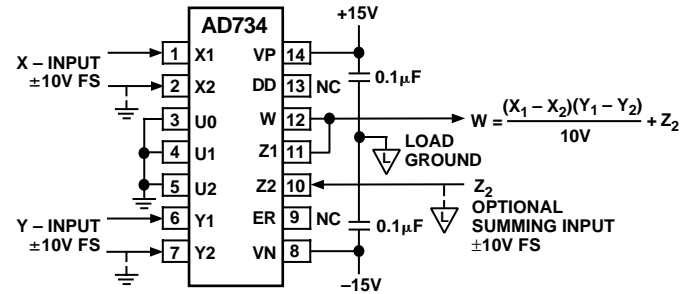 AD734
+15V
X – INPUT
±10V FS
1 X1
2 X2
3 U0
4 U1
5 U2
6 Y1
7 Y2
Y – INPUT
±10V FS
VP 14
DD 13 NC
W 12
Z1 11
Z2 10
ER 9 NC
VN 8
0.1µF
L
LOAD
GROUND
W = (X1 – X2)(Y1 – Y2) / 10V + Z2
Z2
L
OPTIONAL
SUMMING INPUT
±10V FS
0.1µF
–15V